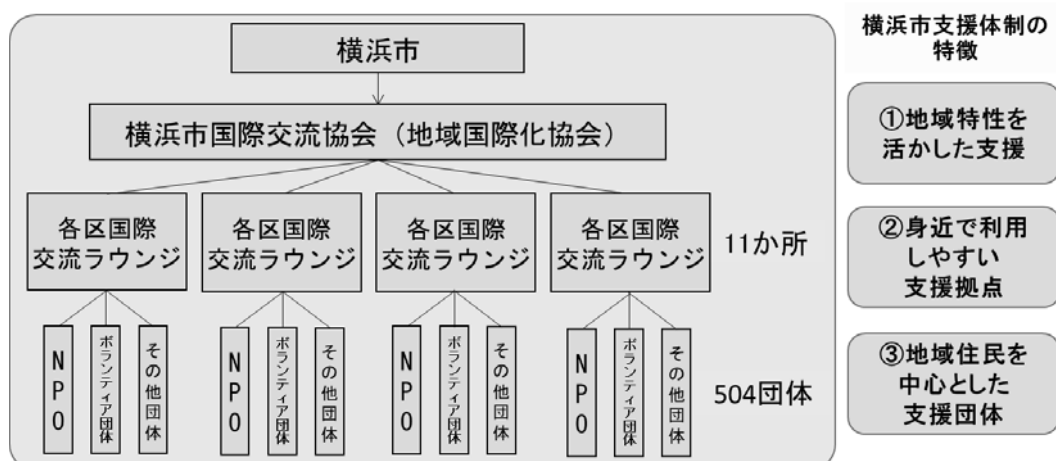 横浜市
横浜市国際交流協会（地域国際化協会）
各区国際
交流ラウンジ
各区国際
交流ラウンジ
各区国際
交流ラウンジ
各区国際
交流ラウンジ
11か所
NPO
ボランティア団体
その他団体
NPO
ボランティア団体
その他団体
NPO
ボランティア団体
その他団体
NPO
ボランティア団体
その他団体
504団体
横浜市支援体制の
特徴
①地域特性を
活かした支援
②身近で利用
しやすい
支援拠点
③地域住民を
中心とした
支援団体